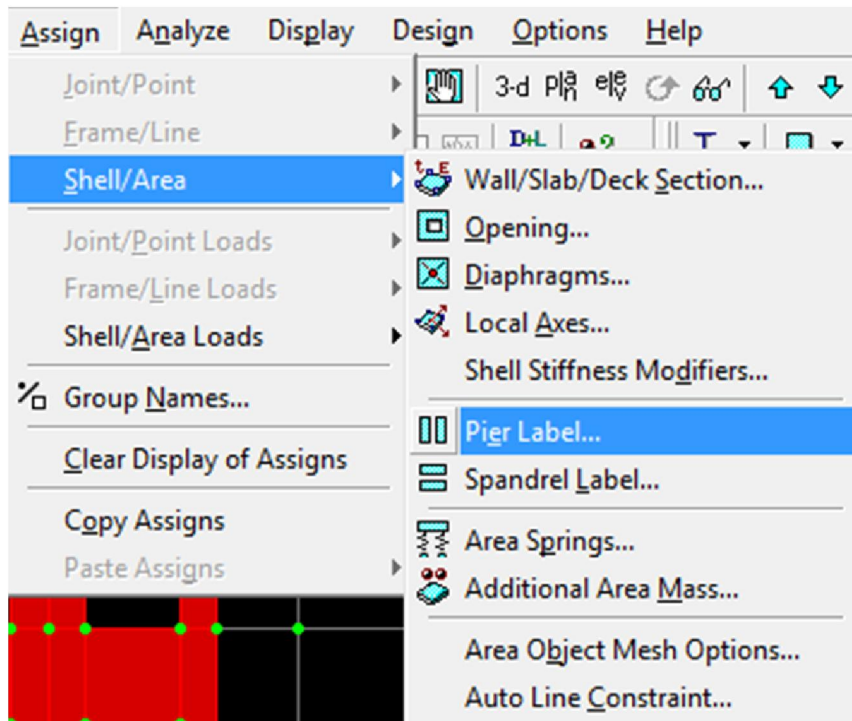 Assign Analyze Display Design Options Help
Joint/Point
3-d
Frame/Line
D+L
Shell/Area
Wall/Slab/Deck Section...
Opening...
Joint/Point Loads
Diaphragms...
Frame/Line Loads
Local Axes...
Shell/Area Loads
Shell Stiffness Modifiers...
Group Names...
Pier Label...
Clear Display of Assigns
Spandrel Label...
Copy Assigns
Area Springs...
Paste Assigns
Additional Area Mass...
Area Object Mesh Options...
Auto Line Constraint...